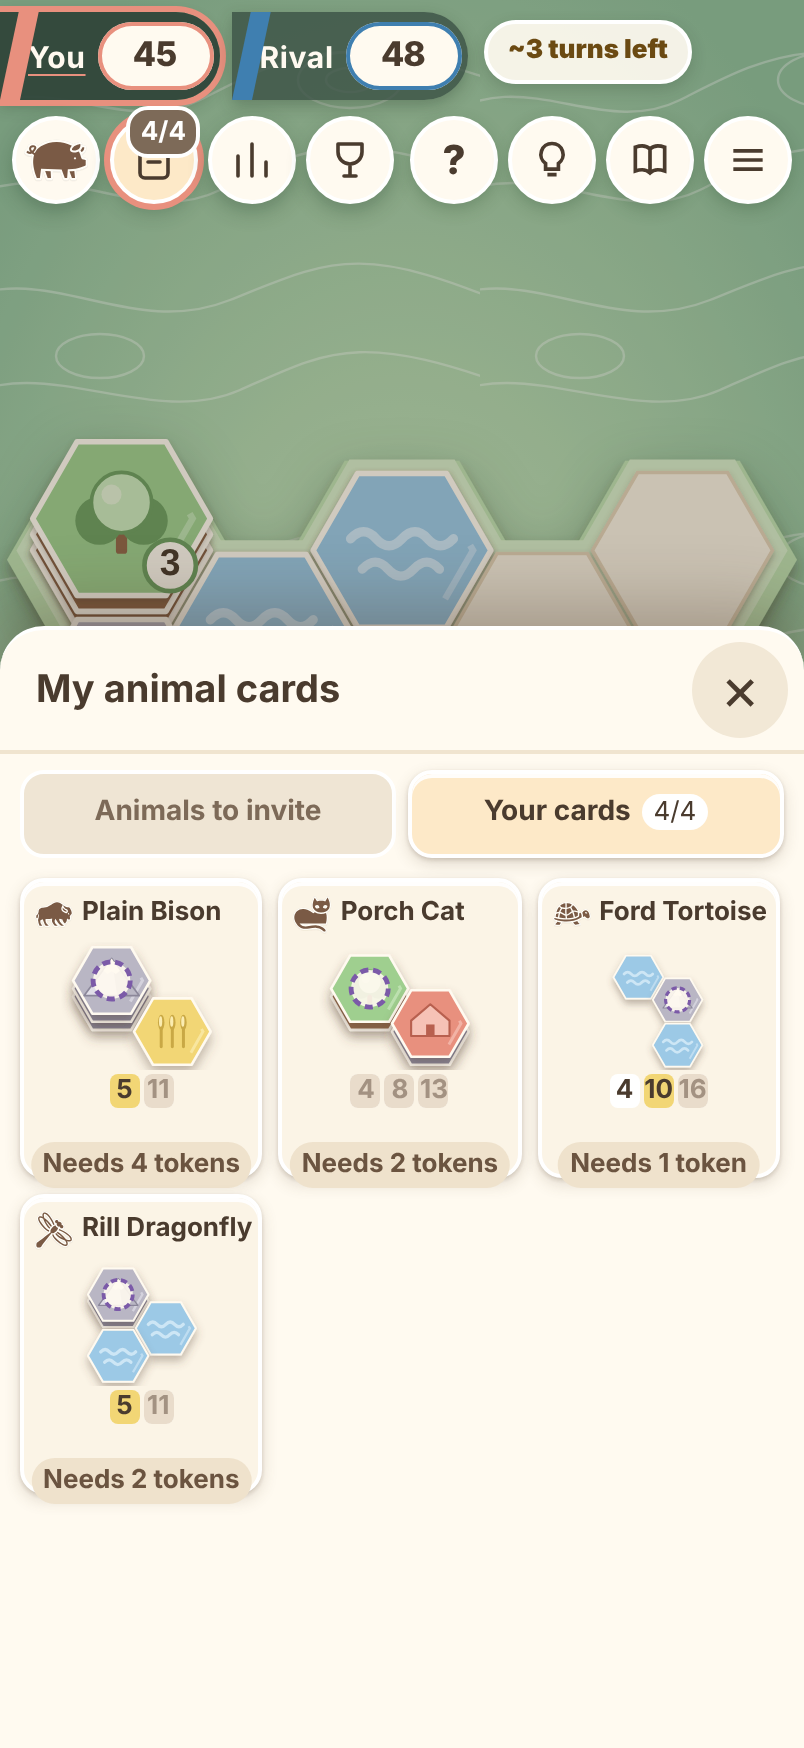 You 45 Rival 48 ~3 turns left
4/4
?
3
My animal cards
Animals to invite
Your cards 4/4
Plain Bison
5 11
Needs 4 tokens
Porch Cat
4 8 13
Needs 2 tokens
Ford Tortoise
4 10 16
Needs 1 token
Rill Dragonfly
5 11
Needs 2 tokens